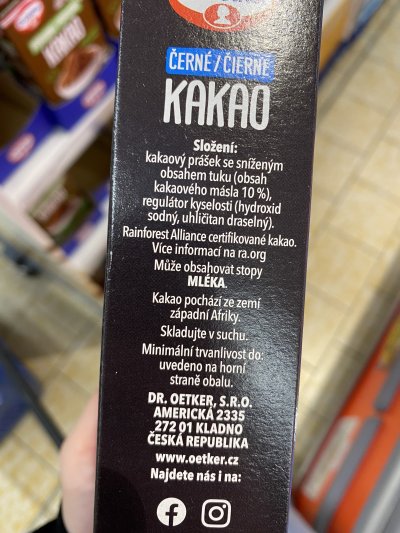 ČERNÉ/ČIERNE
KAKAO
Složení:
kakaový prášek se sníženým
obsahem tuku (obsah
kakaového másla 10 %),
regulátor kyselosti (hydroxid
sodný, uhličitan draselný).
Rainforest Alliance certifikované kakao.
Více informací na ra.org
Může obsahovat stopy
MLÉKA.
Kakao pochází ze zemí
západní Afriky.
Skladujte v suchu.
Minimální trvanlivost do:
uvedeno na horní
straně obalu.
DR. OETKER, S.R.O.
AMERICKÁ 2335
272 01 KLADNO
ČESKÁ REPUBLIKA
www.oetker.cz
Najdete nás i na:
KAKAO